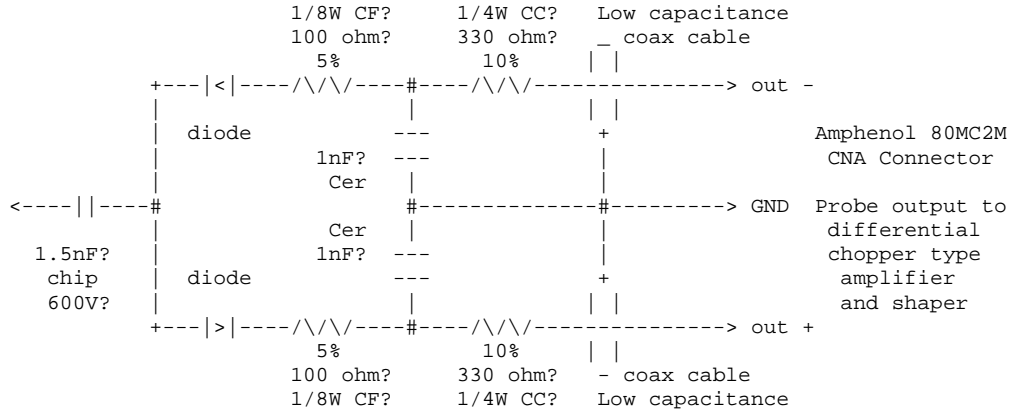 1/8W CF? 1/4W CC? Low capacitance
100 ohm? 330 ohm? _ coax cable
5% 10% | |
+---|<|----/\/\/----#----/\/\/---------------> out -
| | | |
| diode --- + Amphenol 80MC2M
| 1nF? --- | CNA Connector
| Cer | |
<----||----# #--------------#---------> GND Probe output to
| Cer | | differential
1.5nF? | 1nF? --- | chopper type
chip | diode --- + amplifier
600V? | | | | and shaper
+---|>|----/\/\/----#----/\/\/---------------> out +
5% 10% | |
100 ohm? 330 ohm? - coax cable
1/8W CF? 1/4W CC? Low capacitance